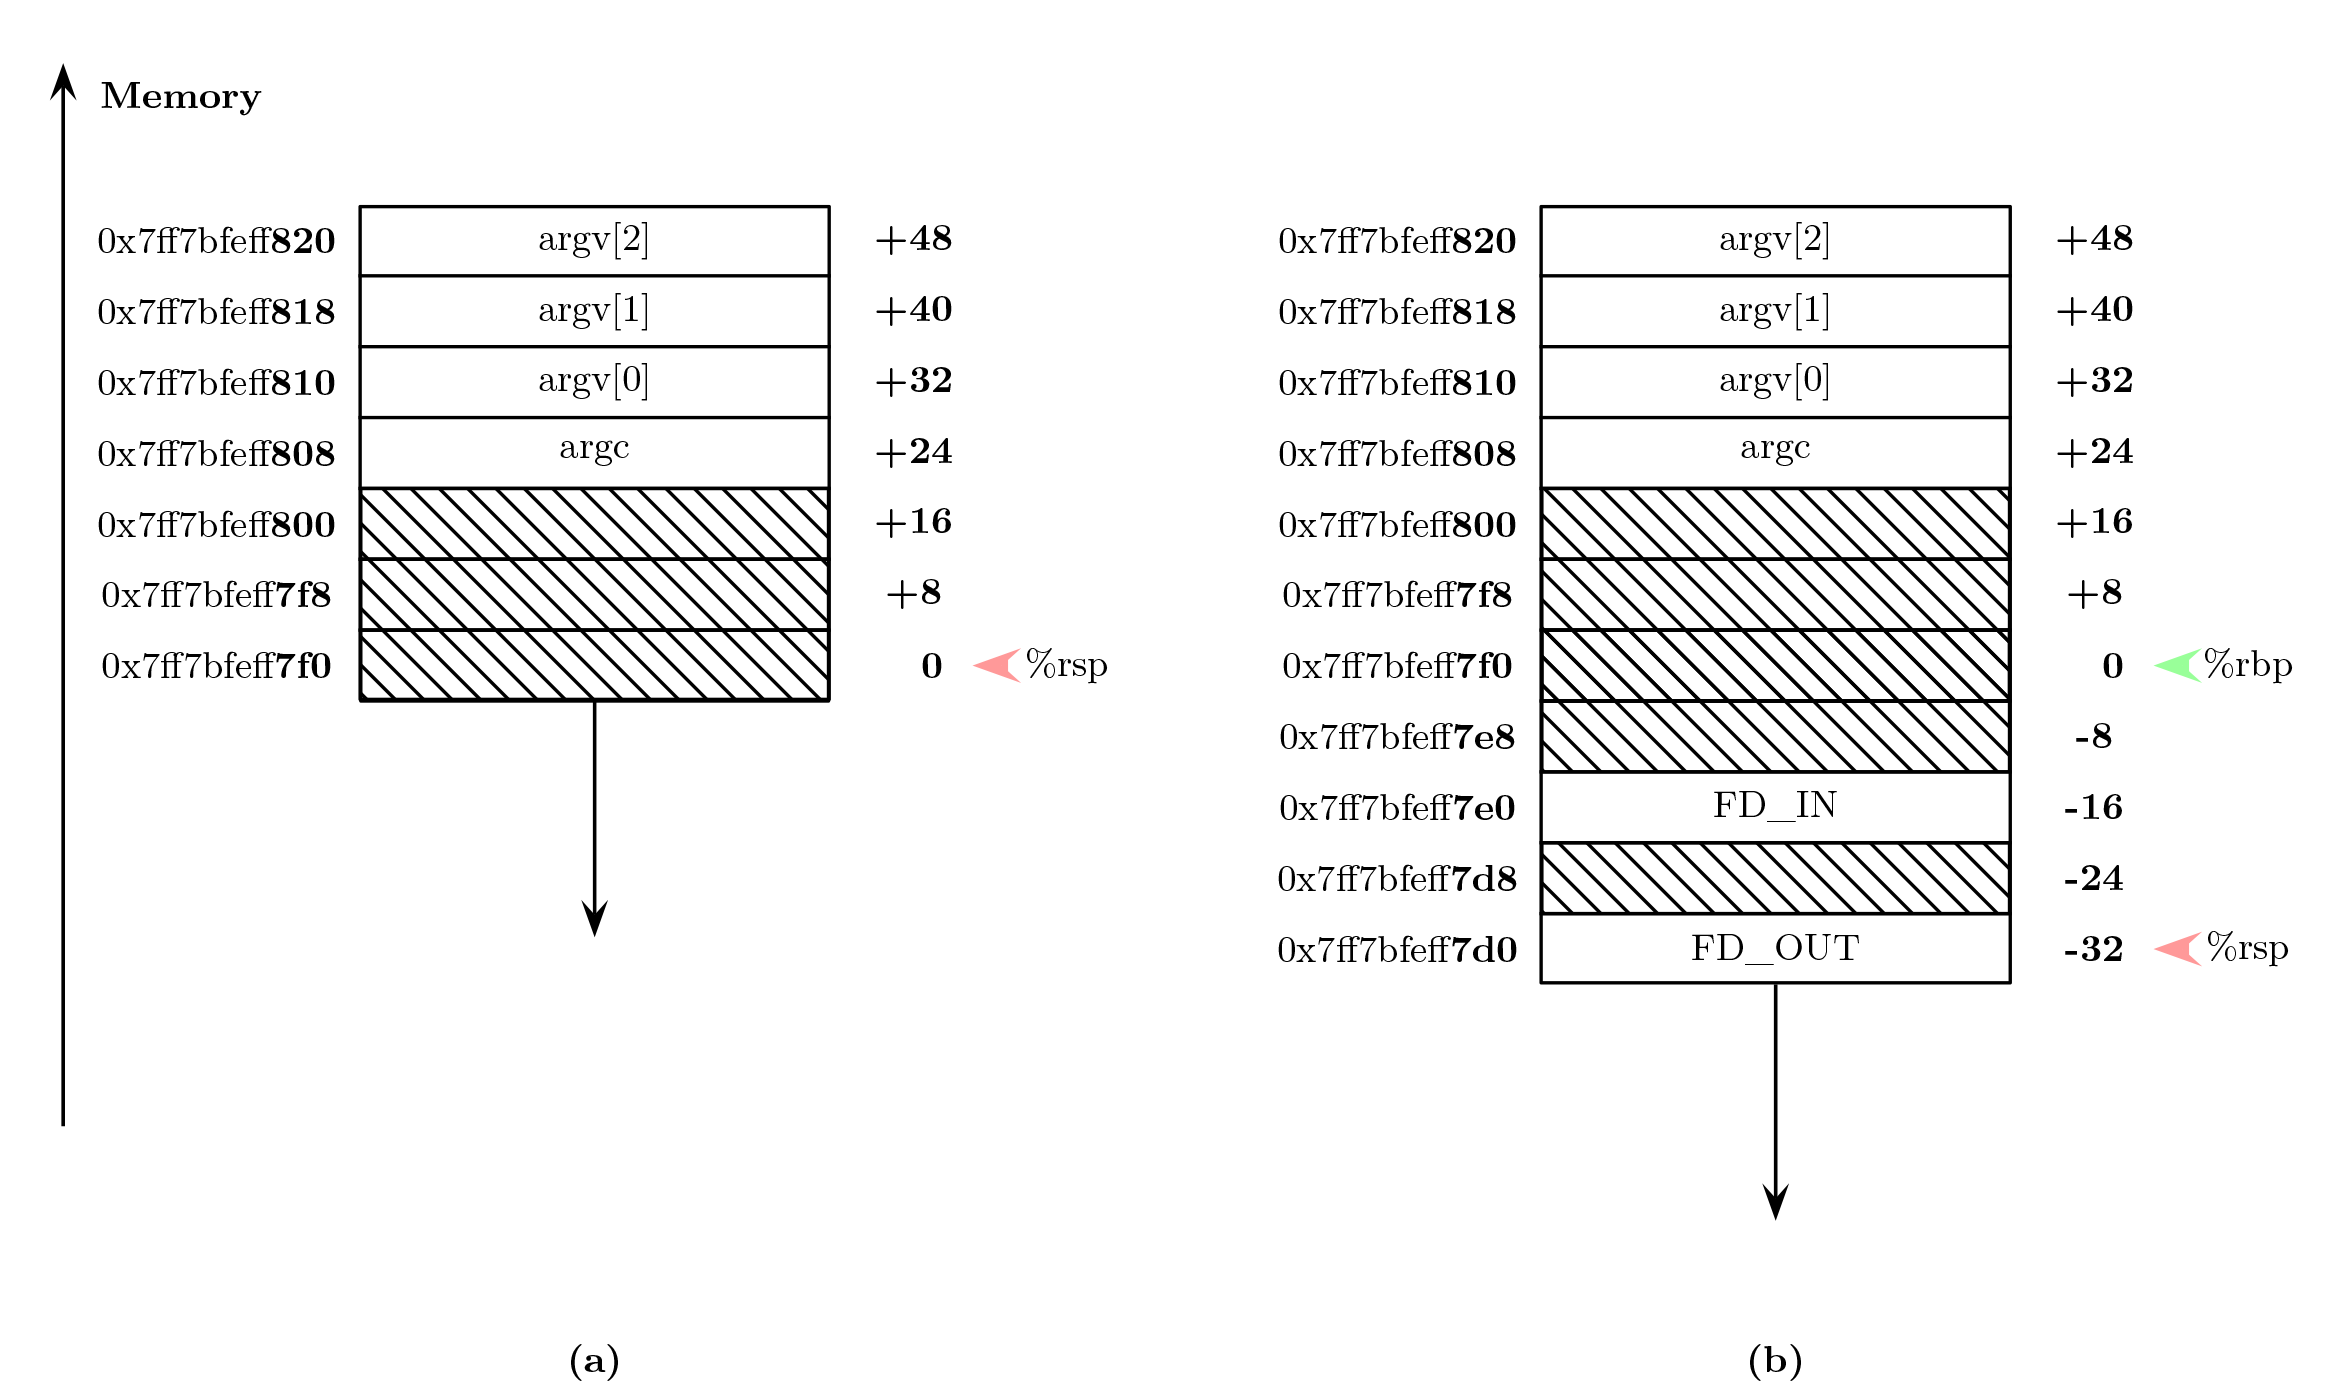 Memory
0x7ff7bfeff820 argv[2] +48
0x7ff7bfeff818 argv[1] +40
0x7ff7bfeff810 argv[0] +32
0x7ff7bfeff808 argc +24
0x7ff7bfeff800 +16
0x7ff7bfeff7f8 +8
0x7ff7bfeff7f0 0 %rsp
(a)
0x7ff7bfeff820 argv[2] +48
0x7ff7bfeff818 argv[1] +40
0x7ff7bfeff810 argv[0] +32
0x7ff7bfeff808 argc +24
0x7ff7bfeff800 +16
0x7ff7bfeff7f8 +8
0x7ff7bfeff7f0 0 %rbp
0x7ff7bfeff7e8 -8
0x7ff7bfeff7e0 FD_IN -16
0x7ff7bfeff7d8 -24
0x7ff7bfeff7d0 FD_OUT -32 %rsp
(b)